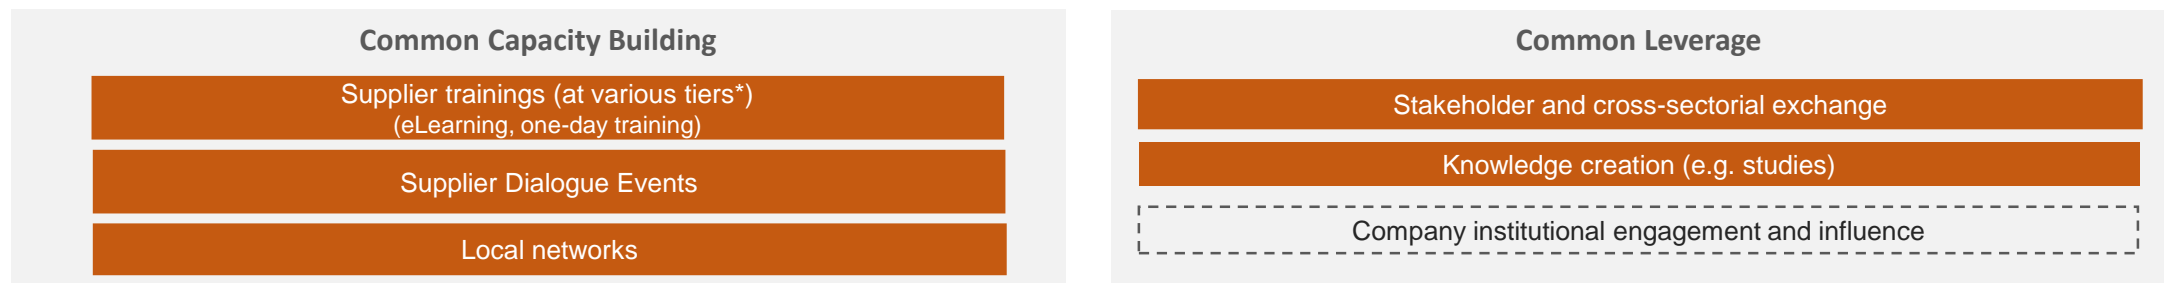 Common Capacity Building
Supplier trainings (at various tiers*)
(eLearning, one-day training)
Supplier Dialogue Events
Local networks
Common Leverage
Stakeholder and cross-sectorial exchange
Knowledge creation (e.g. studies)
Company institutional engagement and influence